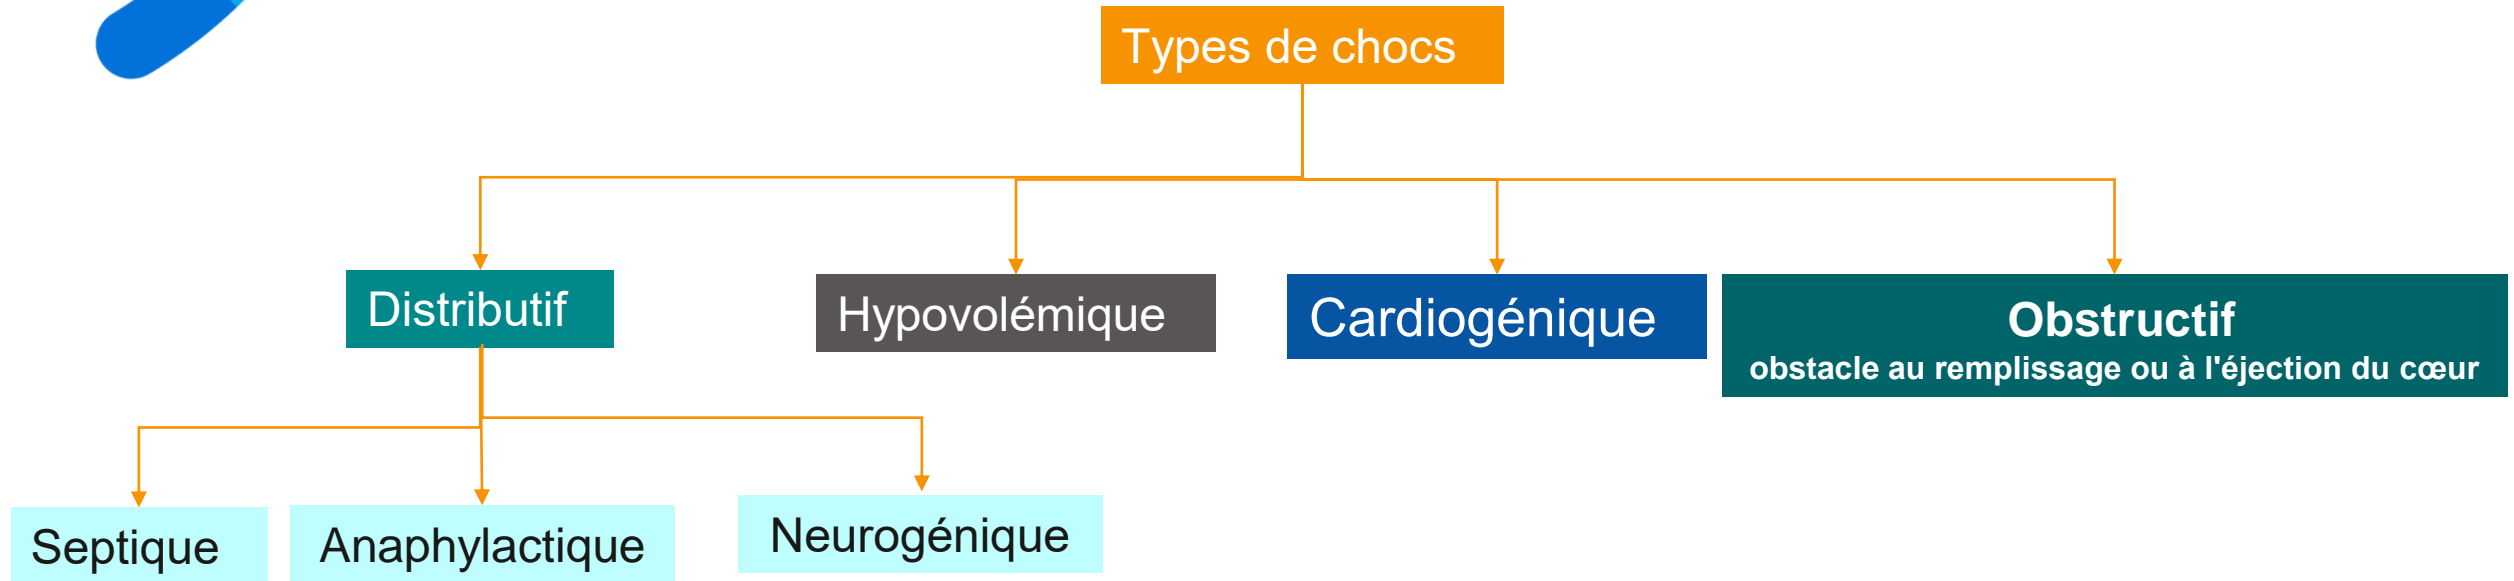 Types de chocs
Distributif
Hypovolémique
Cardiogénique
Obstructif
obstacle au remplissage ou à l'éjection du cœur
Septique
Anaphylactique
Neurogénique